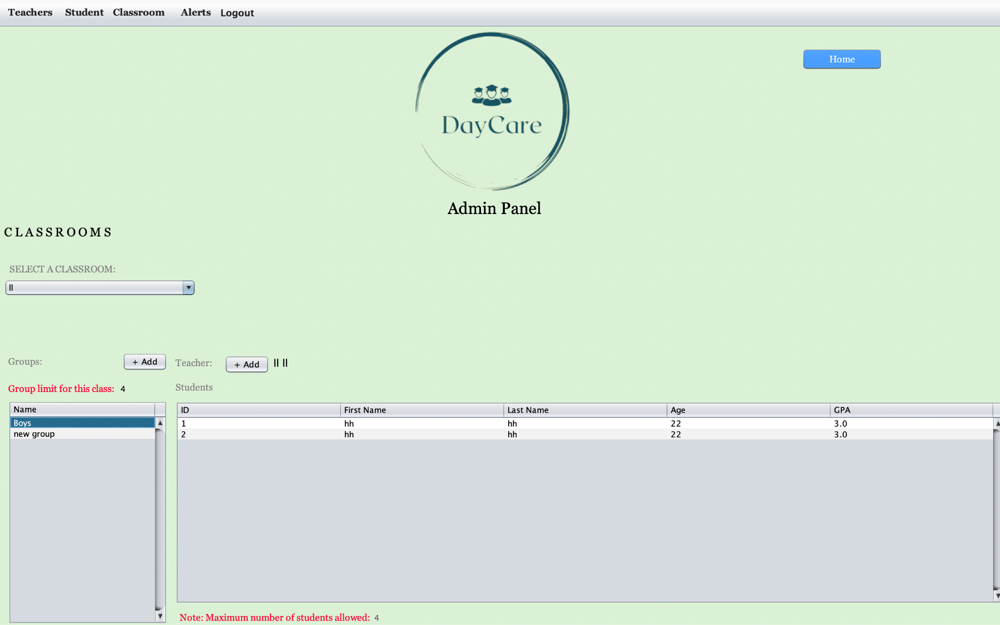 Teachers Student Classroom Alerts Logout
Home
DayCare
Admin Panel
CLASSROOMS
SELECT A CLASSROOM:
ll
Groups: + Add Teacher: + Add ll ll
Group limit for this class: 4 Students
Name
Boys
new group
ID First Name Last Name Age GPA
1 hh hh 22 3.0
2 hh hh 22 3.0
Note: Maximum number of students allowed: 4